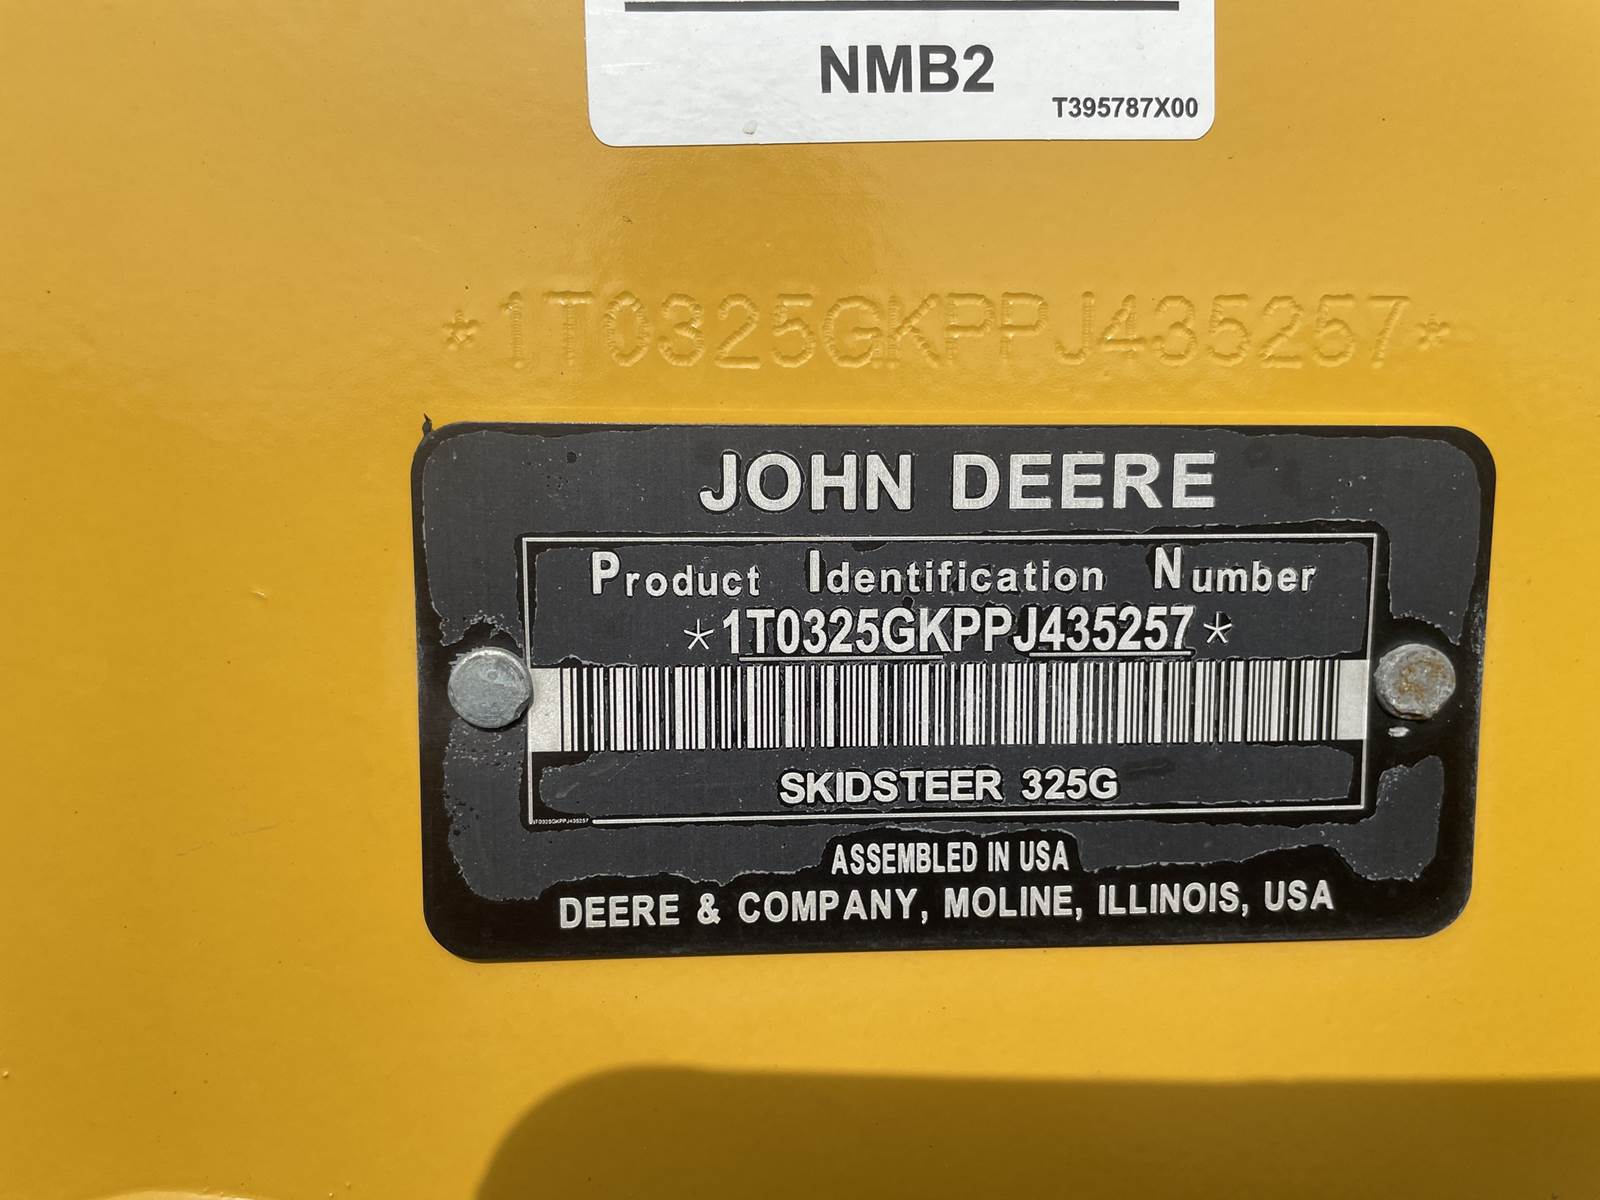 NMB2
T395787X00
*1T0325GKPPJ435257*
JOHN DEERE
Product Identification Number
*1T0325GKPPJ435257*
SKIDSTEER 325G
1T0325GKPPJ435257
ASSEMBLED IN USA
DEERE & COMPANY, MOLINE, ILLINOIS, USA